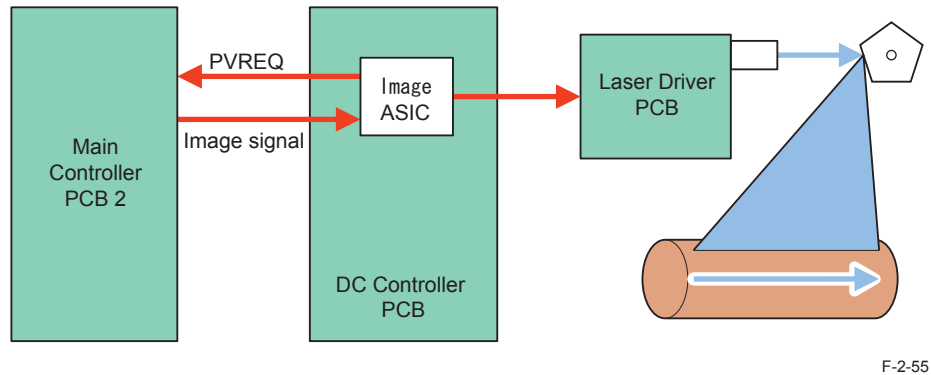 Main
Controller
PCB 2
PVREQ
Image signal
Image
ASIC
DC Controller
PCB
Laser Driver
PCB
F-2-55